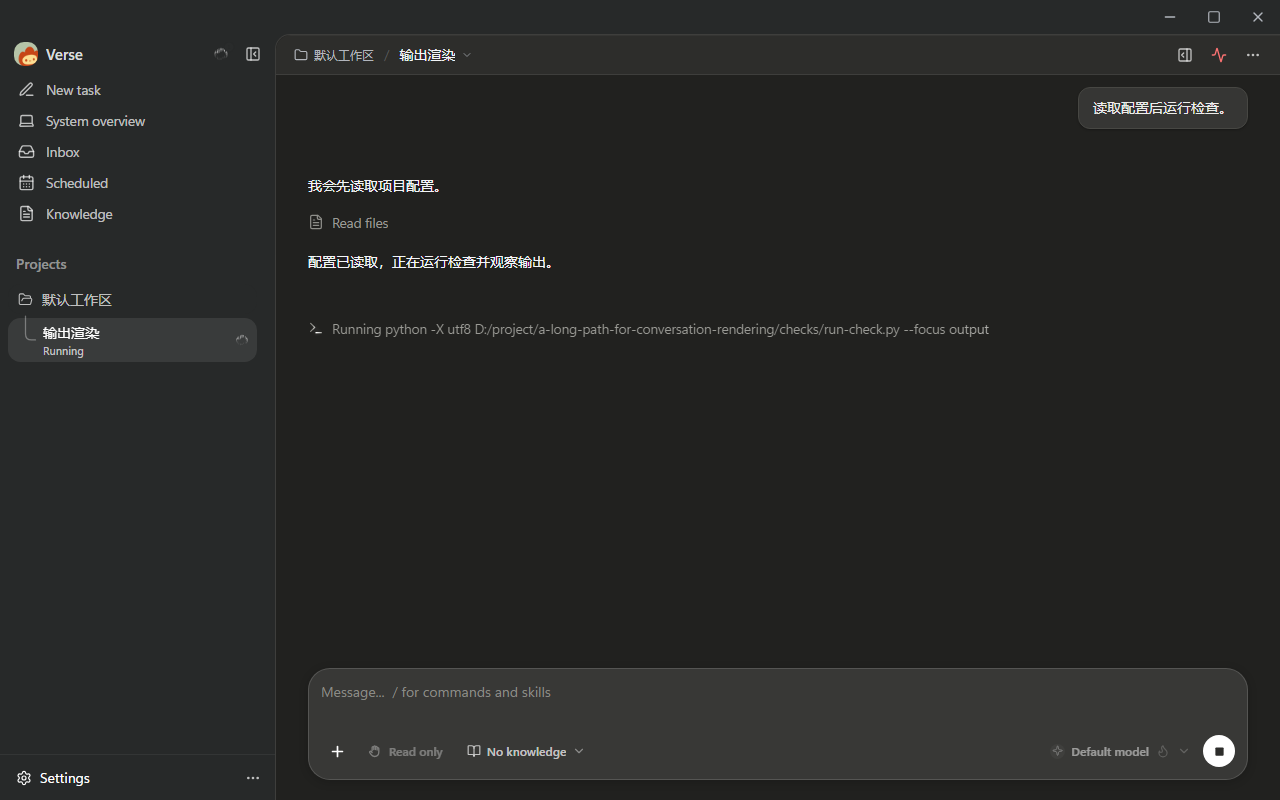 Verse
New task
System overview
Inbox
Scheduled
Knowledge
Projects
默认工作区
输出渲染
Running
Settings
默认工作区 / 输出渲染
读取配置后运行检查。
我会先读取项目配置。
Read files
配置已读取，正在运行检查并观察输出。
Running python -X utf8 D:/project/a-long-path-for-conversation-rendering/checks/run-check.py --focus output
Message... / for commands and skills
Read only
No knowledge
Default model